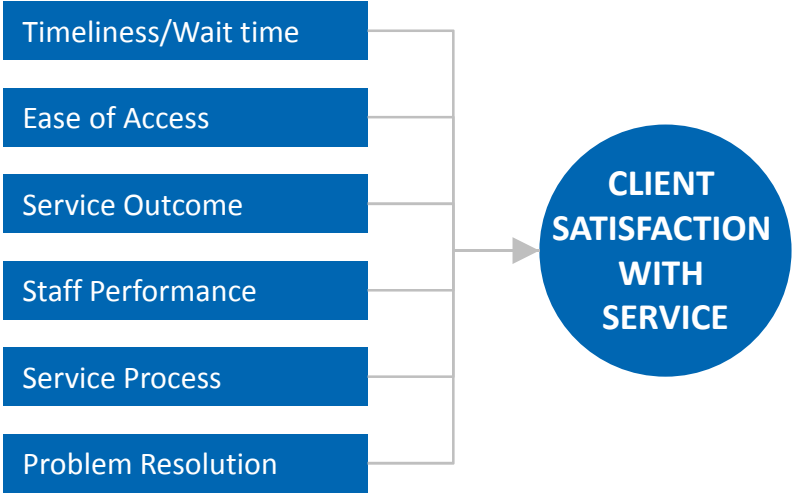 Timeliness/Wait time
Ease of Access
Service Outcome
Staff Performance
Service Process
Problem Resolution
CLIENT
SATISFACTION
WITH
SERVICE